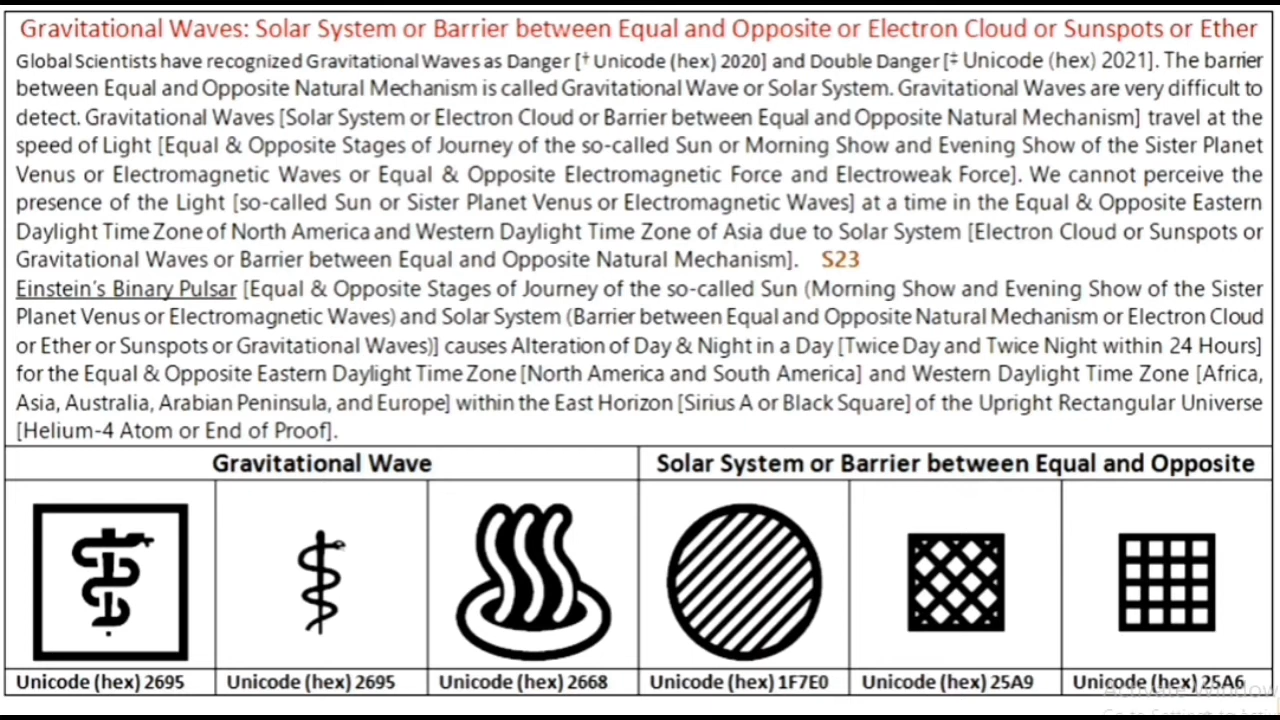 Gravitational Waves: Solar System or Barrier between Equal and Opposite or Electron Cloud or Sunspots or Ether
Global Scientists have recognized Gravitational Waves as Danger [† Unicode (hex) 2020] and Double Danger [‡ Unicode (hex) 2021]. The barrier
between Equal and Opposite Natural Mechanism is called Gravitational Wave or Solar System. Gravitational Waves are very difficult to
detect. Gravitational Waves [Solar System or Electron Cloud or Barrier between Equal and Opposite Natural Mechanism] travel at the
speed of Light [Equal & Opposite Stages of Journey of the so-called Sun or Morning Show and Evening Show of the Sister Planet
Venus or Electromagnetic Waves or Equal & Opposite Electromagnetic Force and Electroweak Force]. We cannot perceive the
presence of the Light [so-called Sun or Sister Planet Venus or Electromagnetic Waves] at a time in the Equal & Opposite Eastern
Daylight Time Zone of North America and Western Daylight Time Zone of Asia due to Solar System [Electron Cloud or Sunspots or
Gravitational Waves or Barrier between Equal and Opposite Natural Mechanism]. S23
Einstein's Binary Pulsar [Equal & Opposite Stages of Journey of the so-called Sun (Morning Show and Evening Show of the Sister
Planet Venus or Electromagnetic Waves) and Solar System (Barrier between Equal and Opposite Natural Mechanism or Electron Cloud
or Ether or Sunspots or Gravitational Waves)] causes Alteration of Day & Night in a Day [Twice Day and Twice Night within 24 Hours]
for the Equal & Opposite Eastern Daylight Time Zone [North America and South America] and Western Daylight Time Zone [Africa,
Asia, Australia, Arabian Peninsula, and Europe] within the East Horizon [Sirius A or Black Square] of the Upright Rectangular Universe
[Helium-4 Atom or End of Proof].
Gravitational Wave
Solar System or Barrier between Equal and Opposite
Unicode (hex) 2695
Unicode (hex) 2695
Unicode (hex) 2668
Unicode (hex) 1F7E0
Unicode (hex) 25A9
Unicode (hex) 25A6